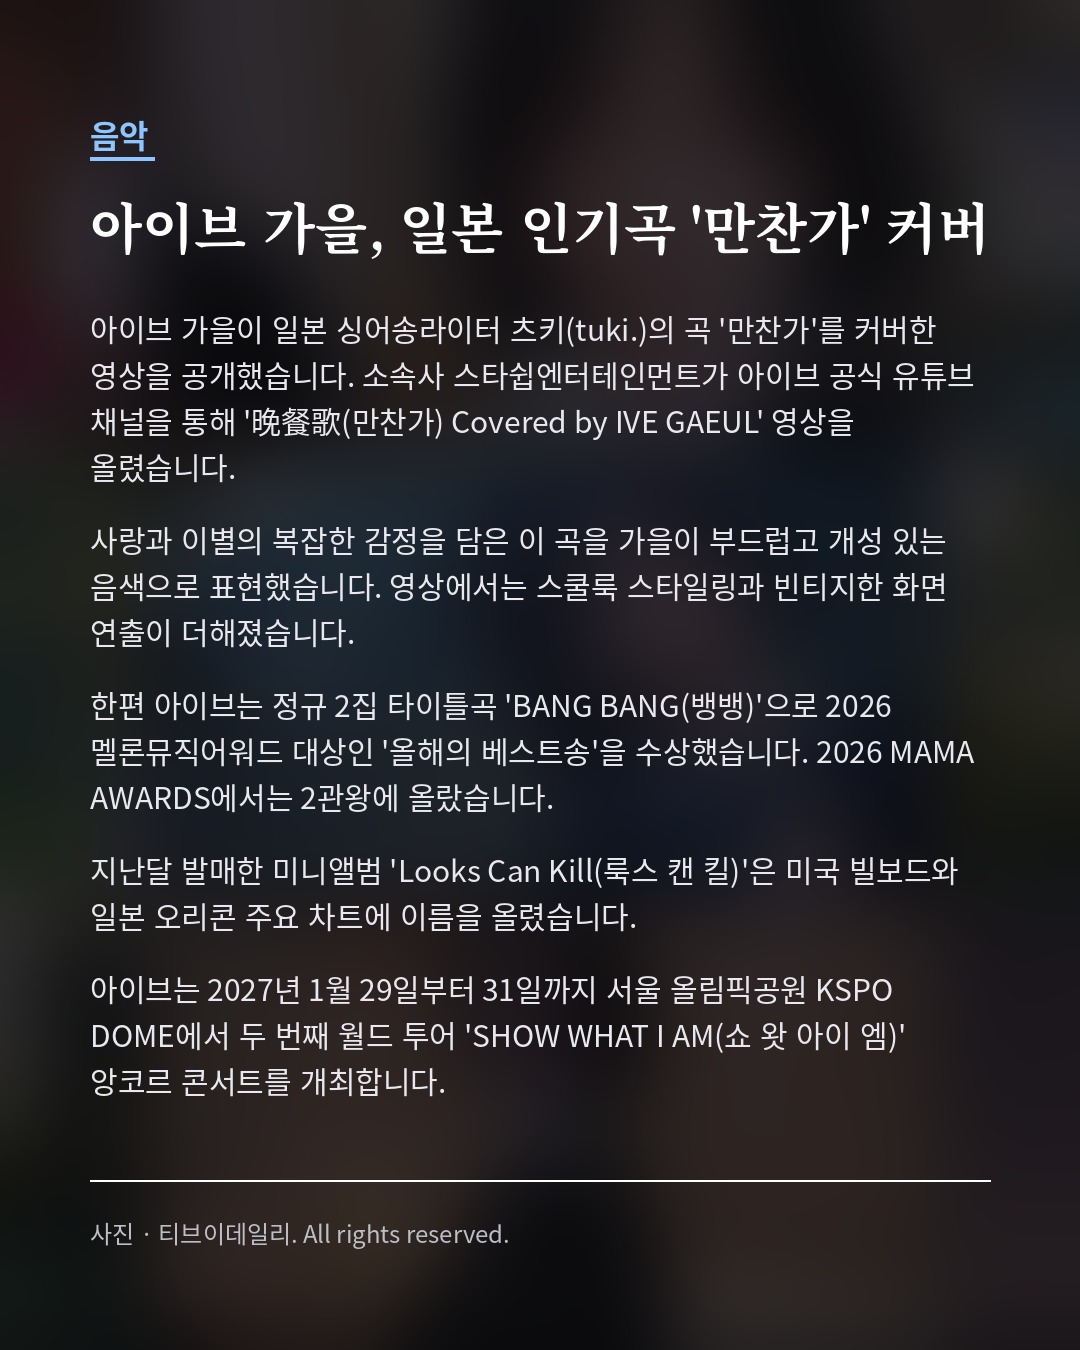 음악
아이브 가을, 일본 인기곡 '만찬가' 커버
아이브 가을이 일본 싱어송라이터 츠키(tuki.)의 곡 '만찬가'를 커버한
영상을 공개했습니다. 소속사 스타쉽엔터테인먼트가 아이브 공식 유튜브
채널을 통해 '晩餐歌(만찬가) Covered by IVE GAEUL' 영상을
올렸습니다.
사랑과 이별의 복잡한 감정을 담은 이 곡을 가을이 부드럽고 개성 있는
음색으로 표현했습니다. 영상에서는 스쿨룩 스타일링과 빈티지한 화면
연출이 더해졌습니다.
한편 아이브는 정규 2집 타이틀곡 'BANG BANG(뱅뱅)'으로 2026
멜론뮤직어워드 대상인 '올해의 베스트송'을 수상했습니다. 2026 MAMA
AWARDS에서는 2관왕에 올랐습니다.
지난달 발매한 미니앨범 'Looks Can Kill(룩스 캔 킬)'은 미국 빌보드와
일본 오리콘 주요 차트에 이름을 올렸습니다.
아이브는 2027년 1월 29일부터 31일까지 서울 올림픽공원 KSPO
DOME에서 두 번째 월드 투어 'SHOW WHAT I AM(쇼 왓 아이 엠)'
앙코르 콘서트를 개최합니다.
사진 · 티브이데일리. All rights reserved.